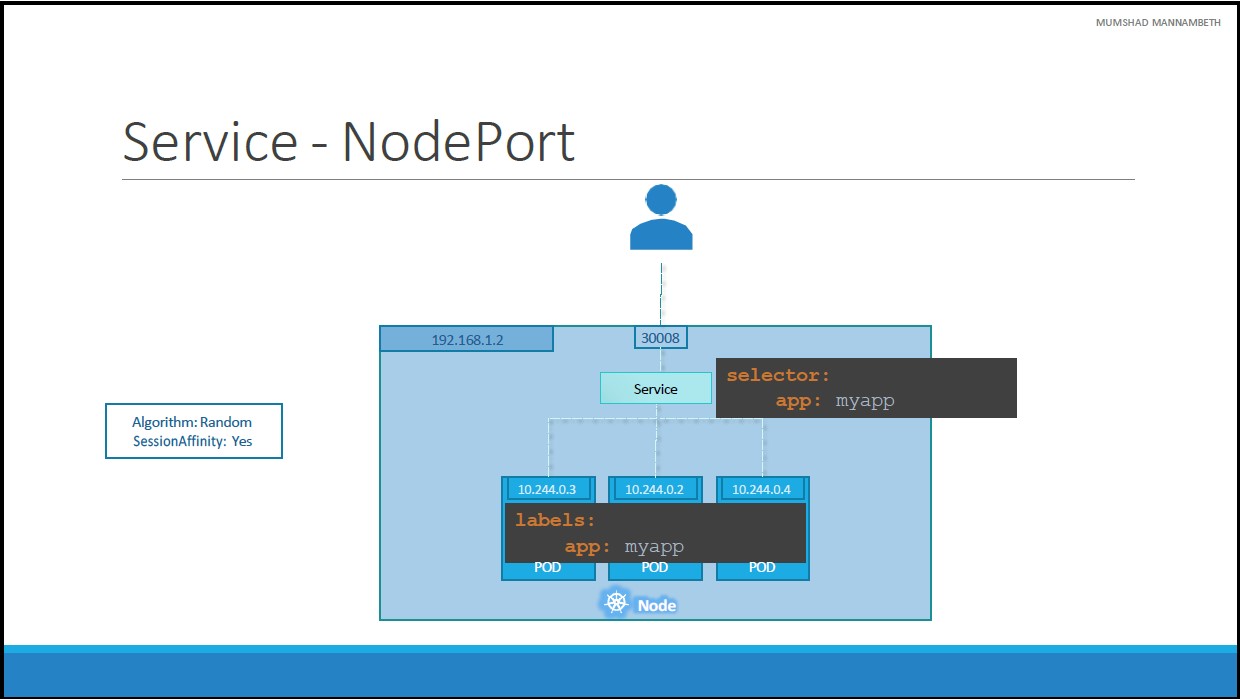 MUMSHAD MANNAMBETH
Service - NodePort
192.168.1.2
30008
Service
selector:
app: myapp
Algorithm: Random
SessionAffinity: Yes
10.244.0.3
10.244.0.2
10.244.0.4
labels:
app: myapp
POD
POD
POD
Node